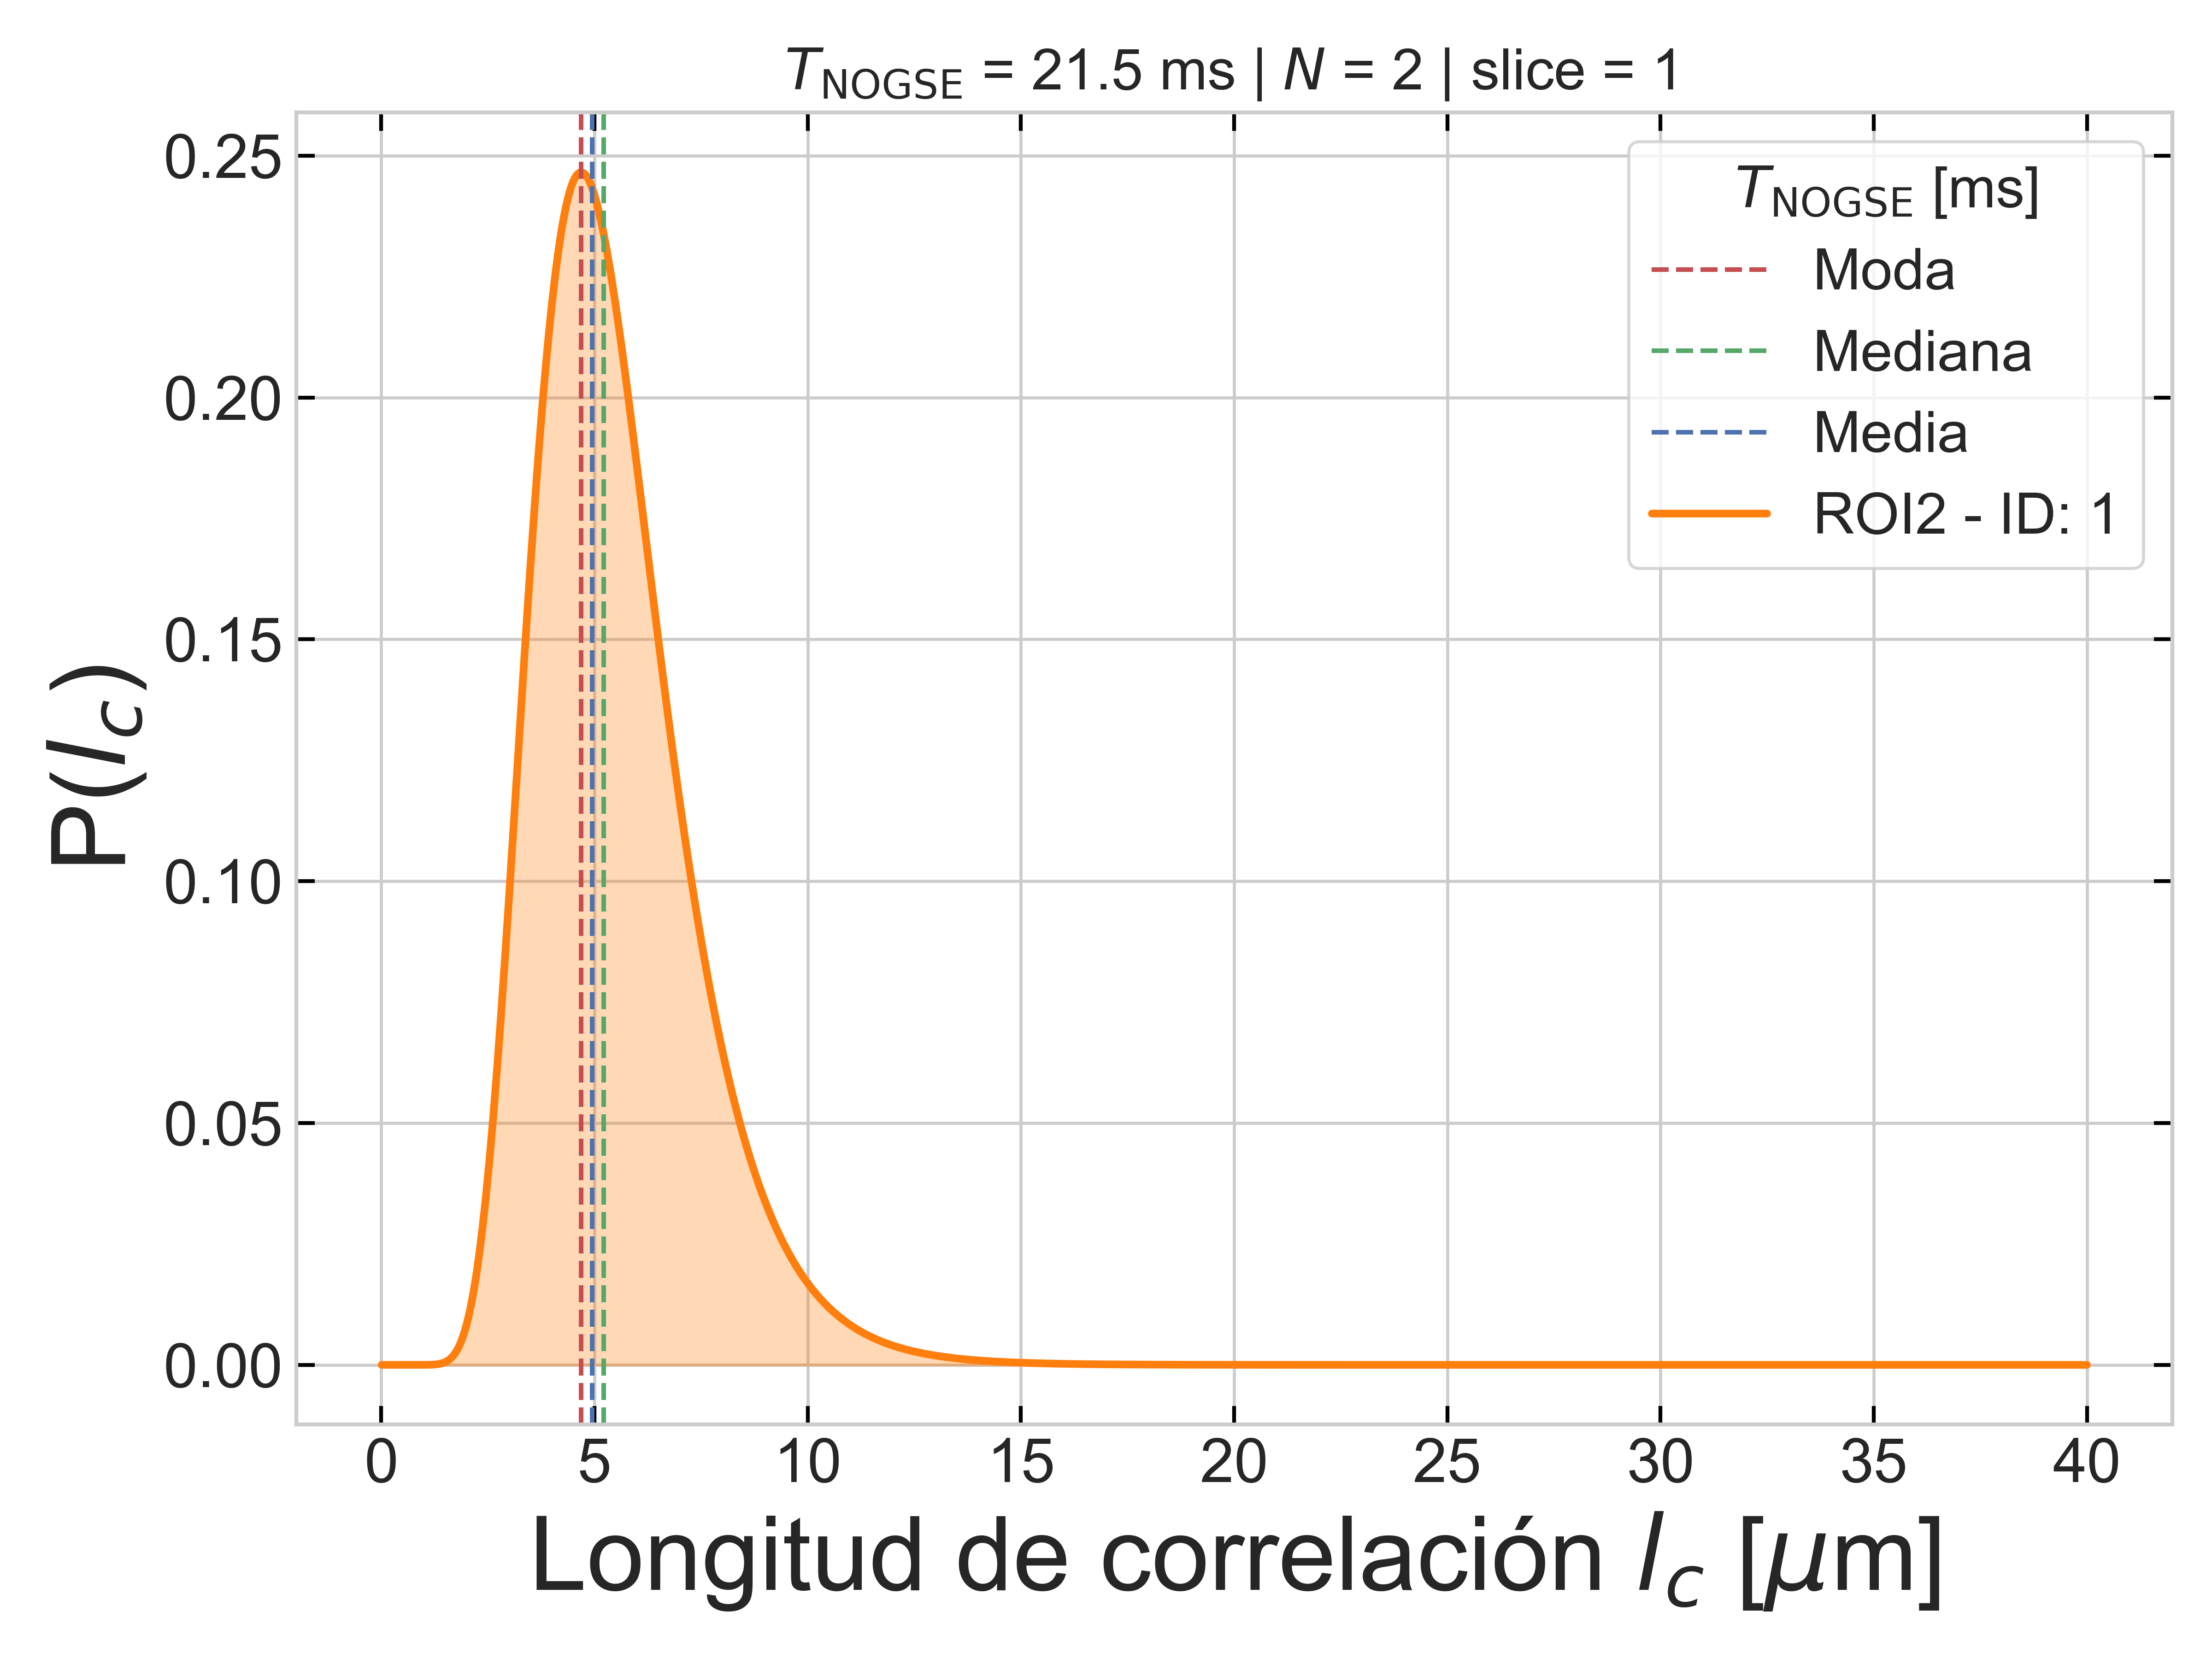 T_NOGSE = 21.5 ms | N = 2 | slice = 1
0.25
0.20
0.15
0.10
0.05
0.00
P(l_c)
T_NOGSE [ms]
Moda
Mediana
Media
ROI2 - ID: 1
0 5 10 15 20 25 30 35 40
Longitud de correlación l_c [μm]